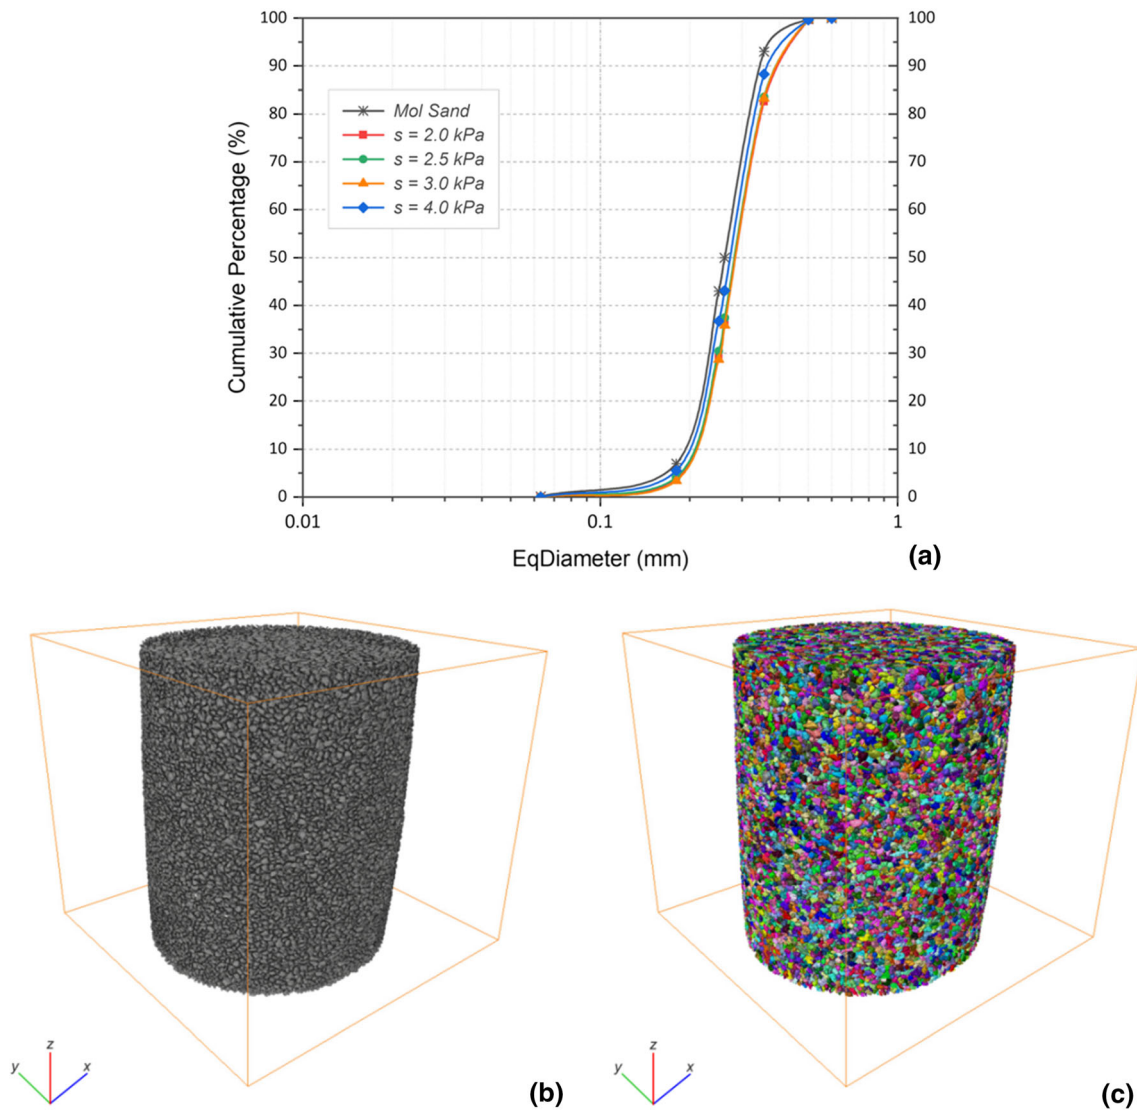 100
90
80
70
60
50
40
30
20
10
0
Cumulative Percentage (%)
Mol Sand
s = 2.0 kPa
s = 2.5 kPa
s = 3.0 kPa
s = 4.0 kPa
100
90
80
70
60
50
40
30
20
10
0
0.01
0.1
1
EqDiameter (mm)
(a)
z
y
x
(b)
z
y
x
(c)